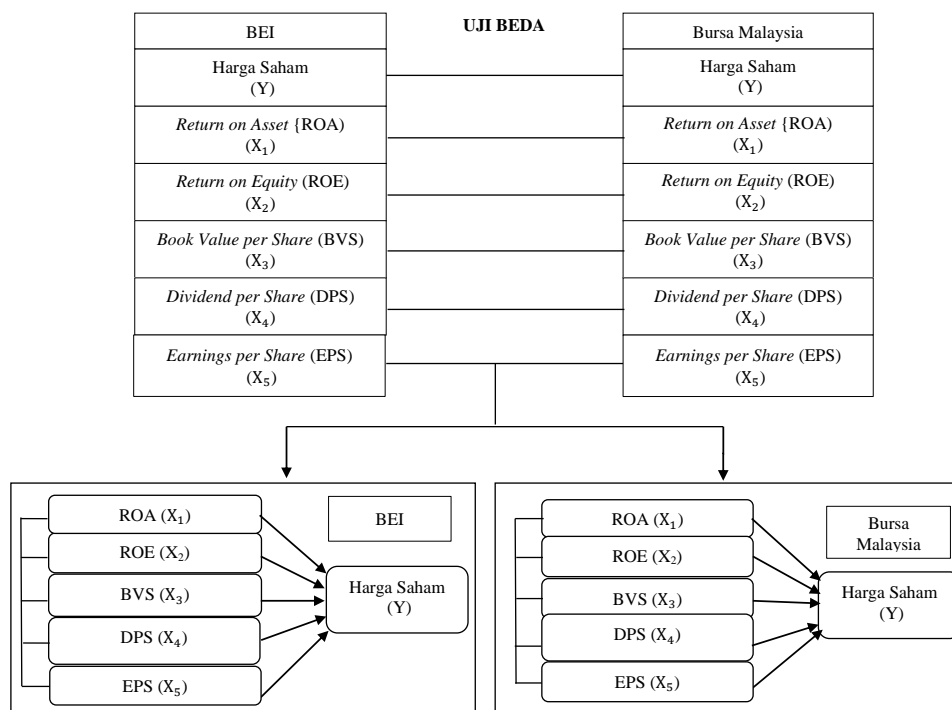 BEI
UJI BEDA
Bursa Malaysia
Harga Saham
(Y)
Harga Saham
(Y)
Return on Asset {ROA)
(X₁)
Return on Asset {ROA)
(X₁)
Return on Equity (ROE)
(X₂)
Return on Equity (ROE)
(X₂)
Book Value per Share (BVS)
(X₃)
Book Value per Share (BVS)
(X₃)
Dividend per Share (DPS)
(X₄)
Dividend per Share (DPS)
(X₄)
Earnings per Share (EPS)
(X₅)
Earnings per Share (EPS)
(X₅)
ROA (X₁)
ROE (X₂)
BVS (X₃)
DPS (X₄)
EPS (X₅)
BEI
Harga Saham
(Y)
ROA (X₁)
ROE (X₂)
BVS (X₃)
DPS (X₄)
EPS (X₅)
Bursa
Malaysia
Harga Saham
(Y)